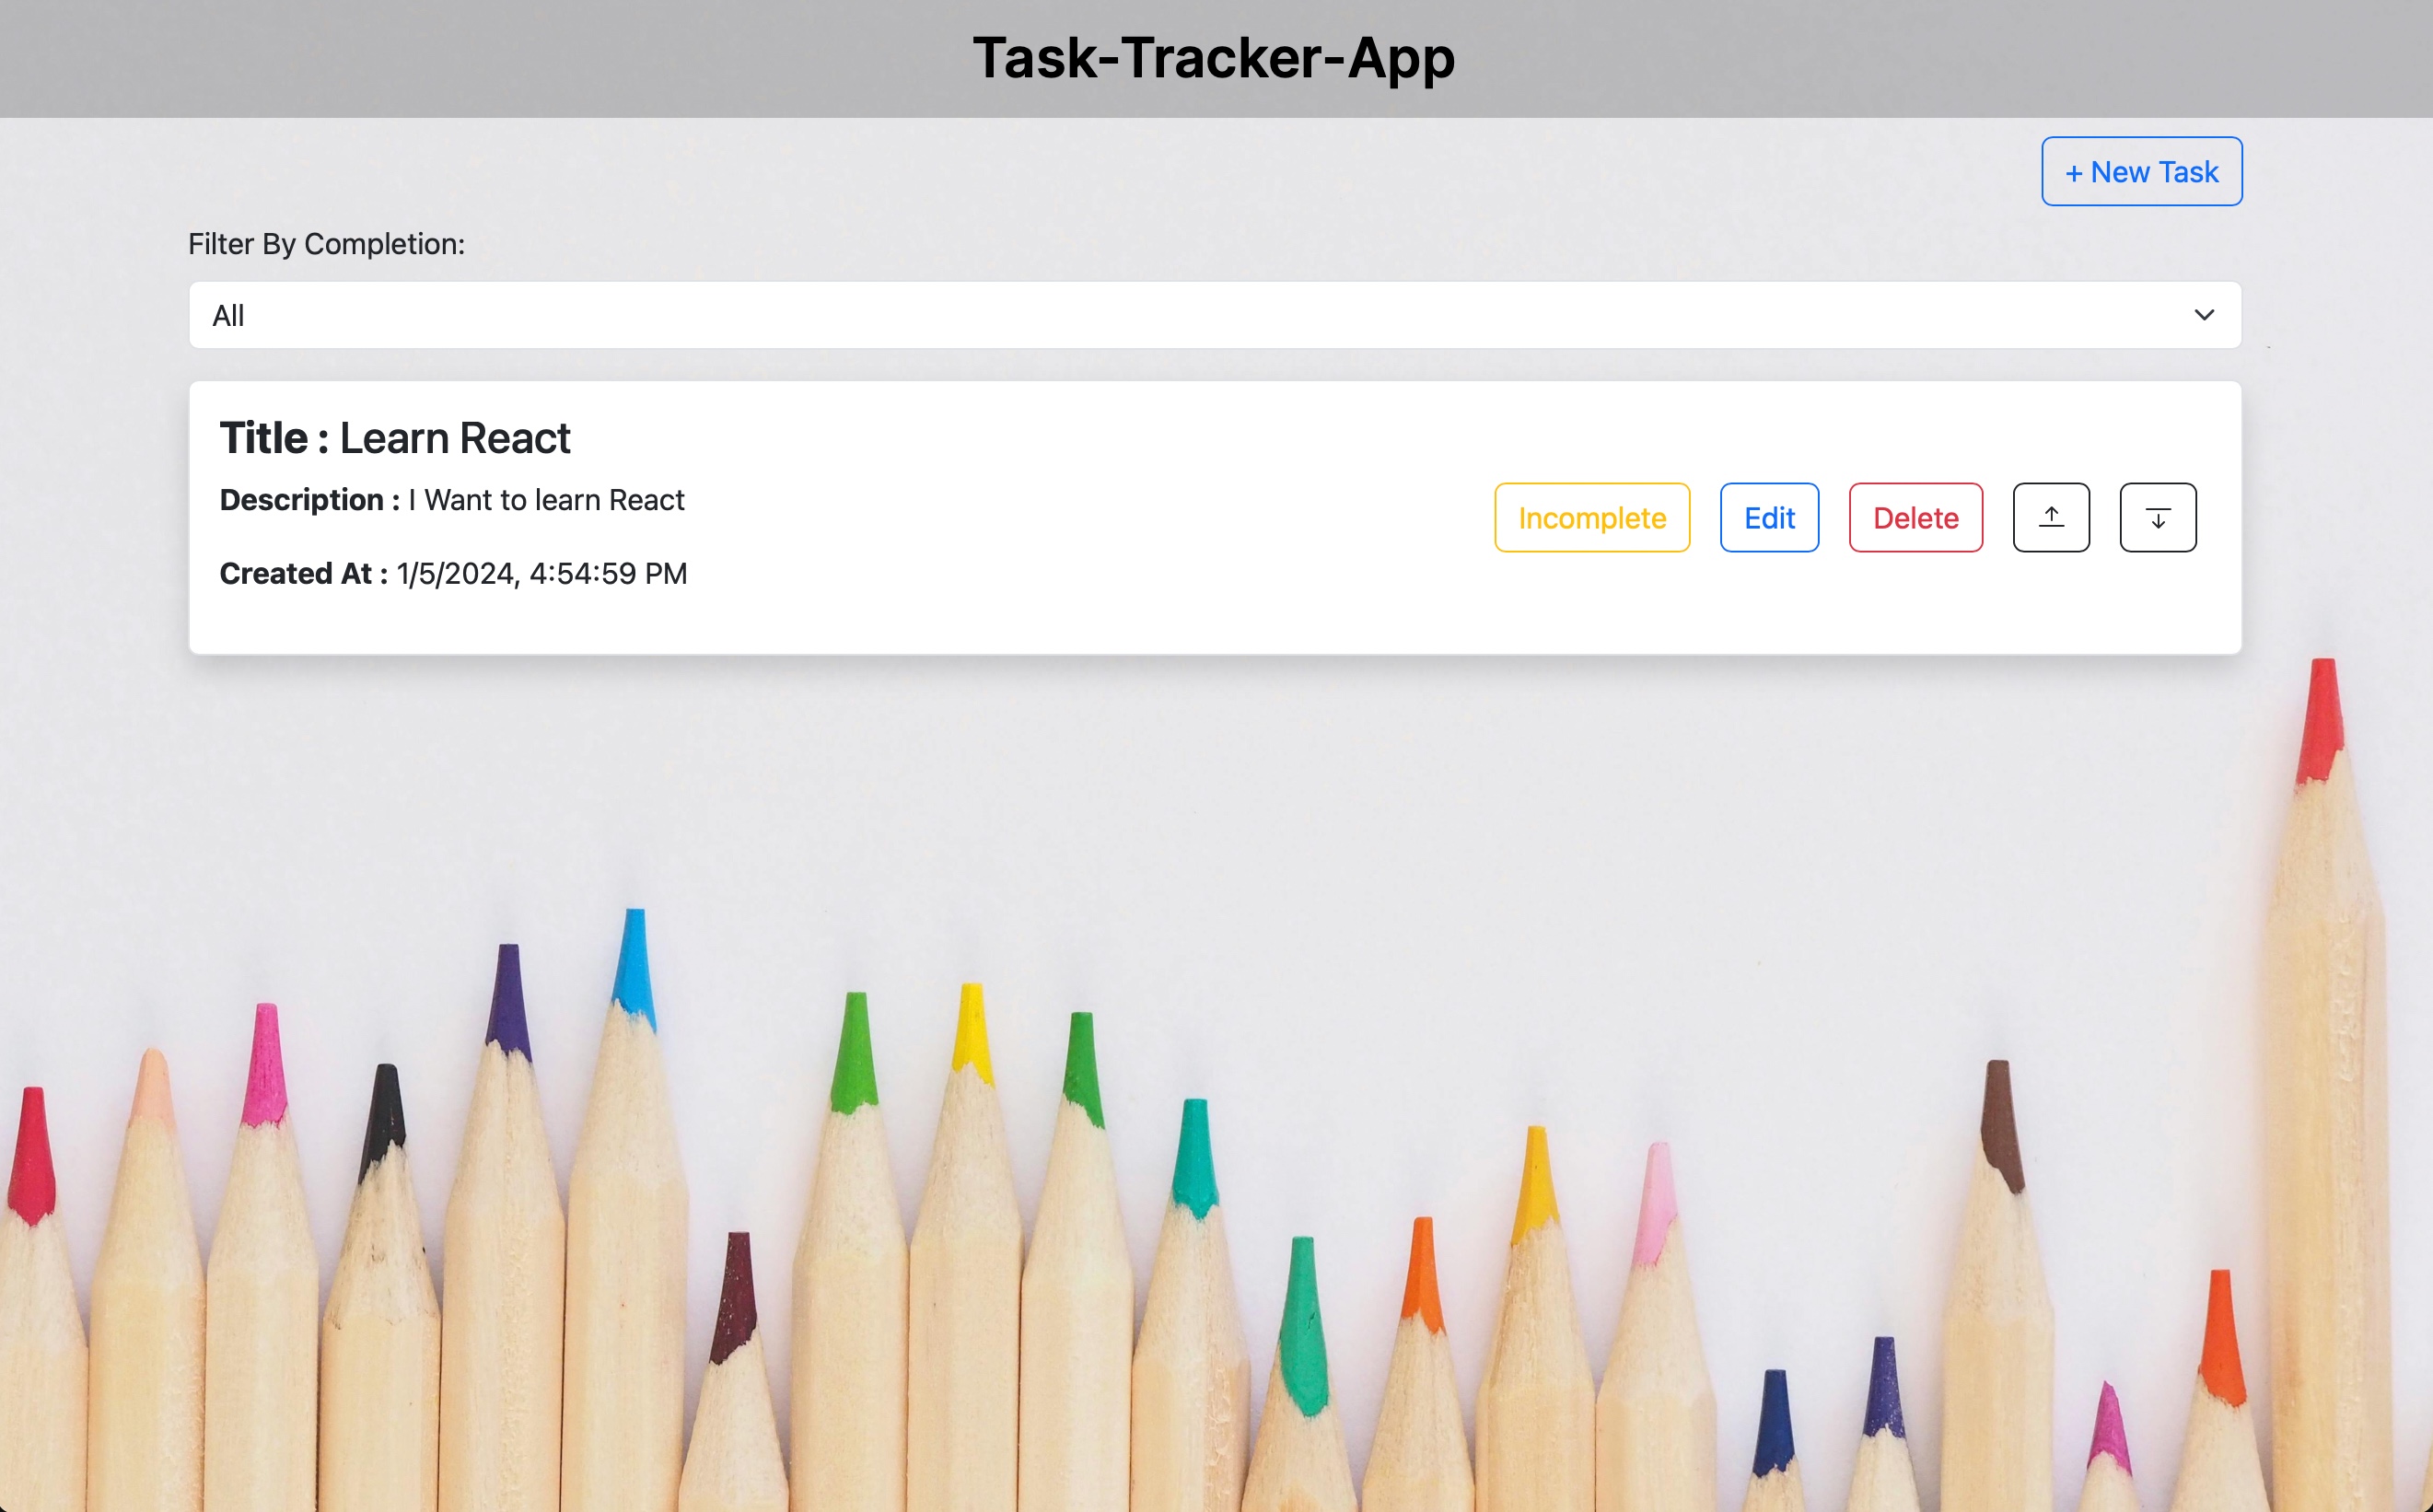 Task-Tracker-App
+ New Task
Filter By Completion:
All
Title : Learn React
Description : I Want to learn React
Incomplete Edit Delete
Created At : 1/5/2024, 4:54:59 PM